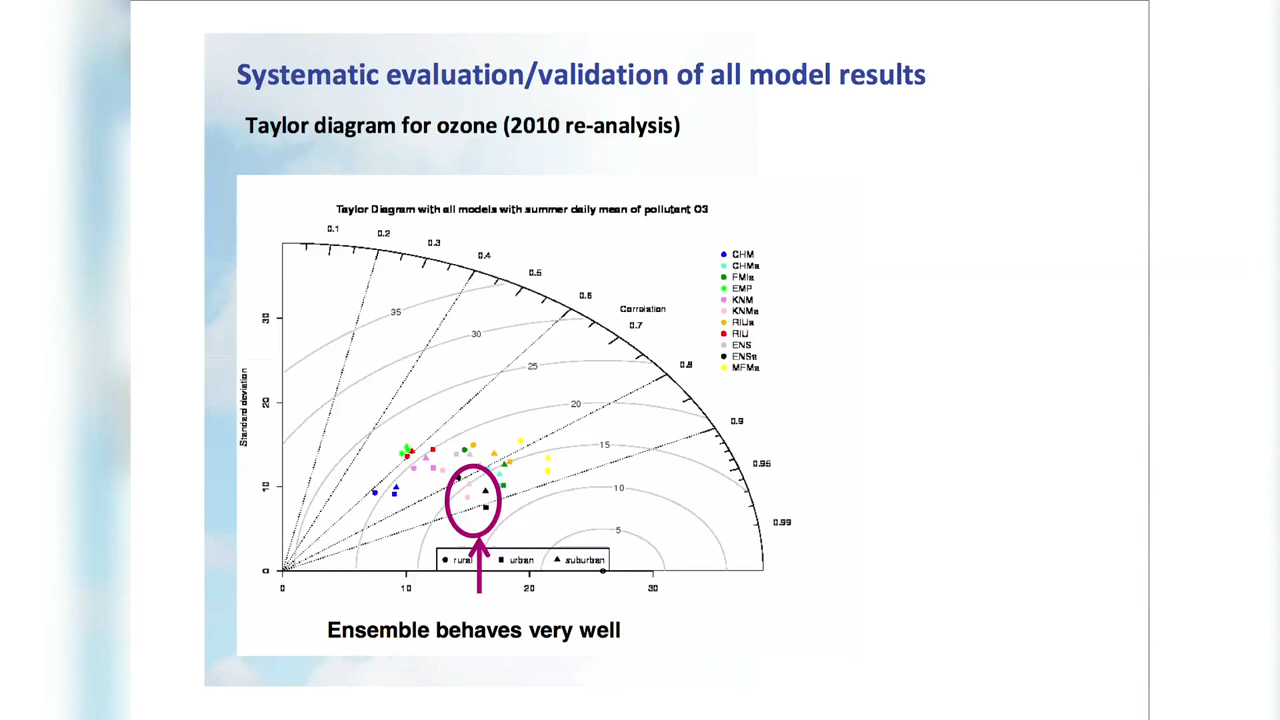 Systematic evaluation/validation of all model results
Taylor diagram for ozone (2010 re-analysis)
Taylor Diagram with all models with summer daily mean of pollutant O3
0.1
0.2
0.3
0.4
0.5
0.6
Correlation
0.7
0.8
0.9
0.95
0.99
CHM
CHMa
FMIa
EMP
KNM
KNMa
RIUa
RIU
ENS
ENSa
MFMa
35
30
25
20
15
10
5
Standard deviation
30
20
10
0
rural urban suburban
0 10 20 30
Ensemble behaves very well